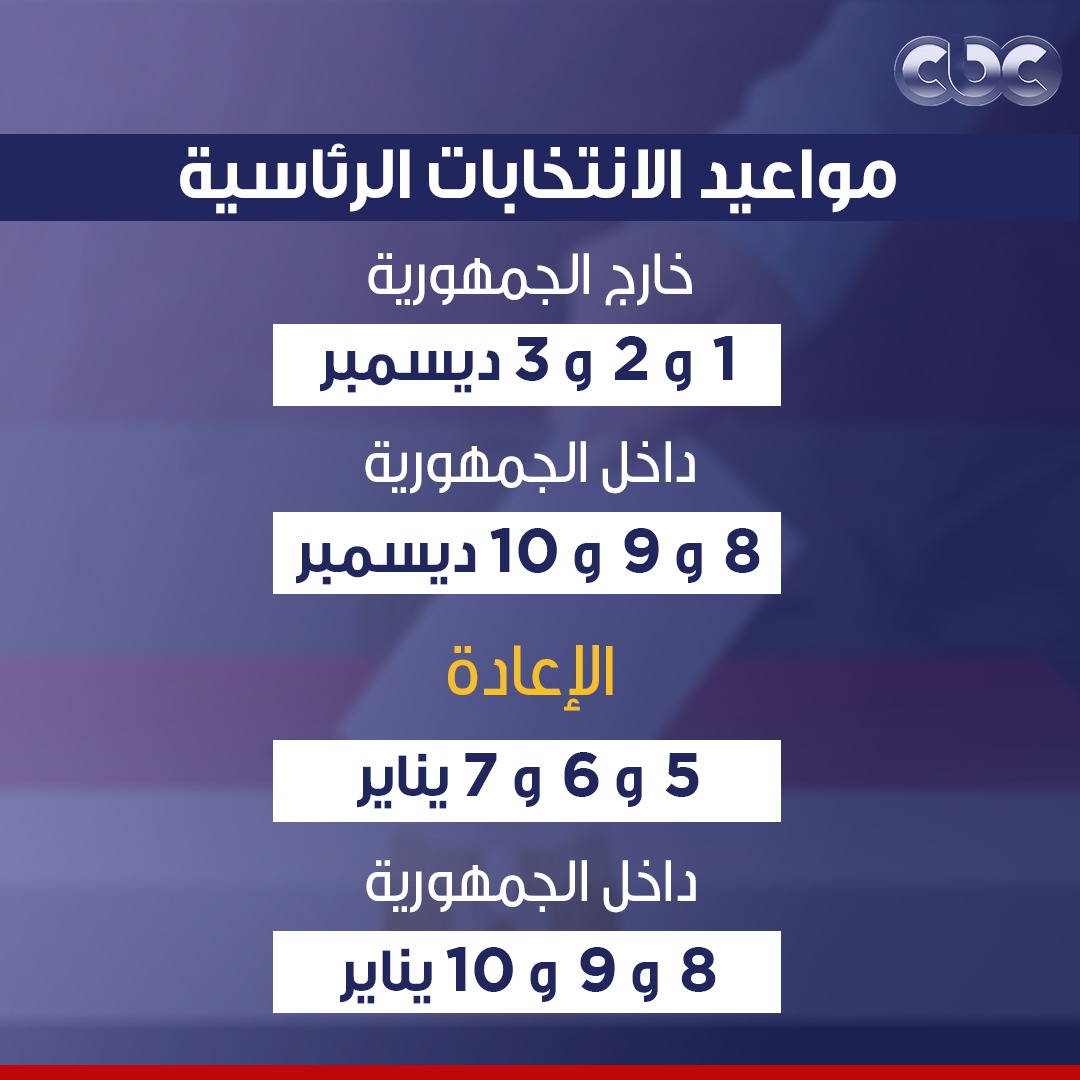 cbc
مواعيد الانتخابات الرئاسية
خارج الجمهورية
1 و 2 و 3 ديسمبر
داخل الجمهورية
8 و 9 و 10 ديسمبر
الإعادة
5 و 6 و 7 يناير
داخل الجمهورية
8 و 9 و 10 يناير